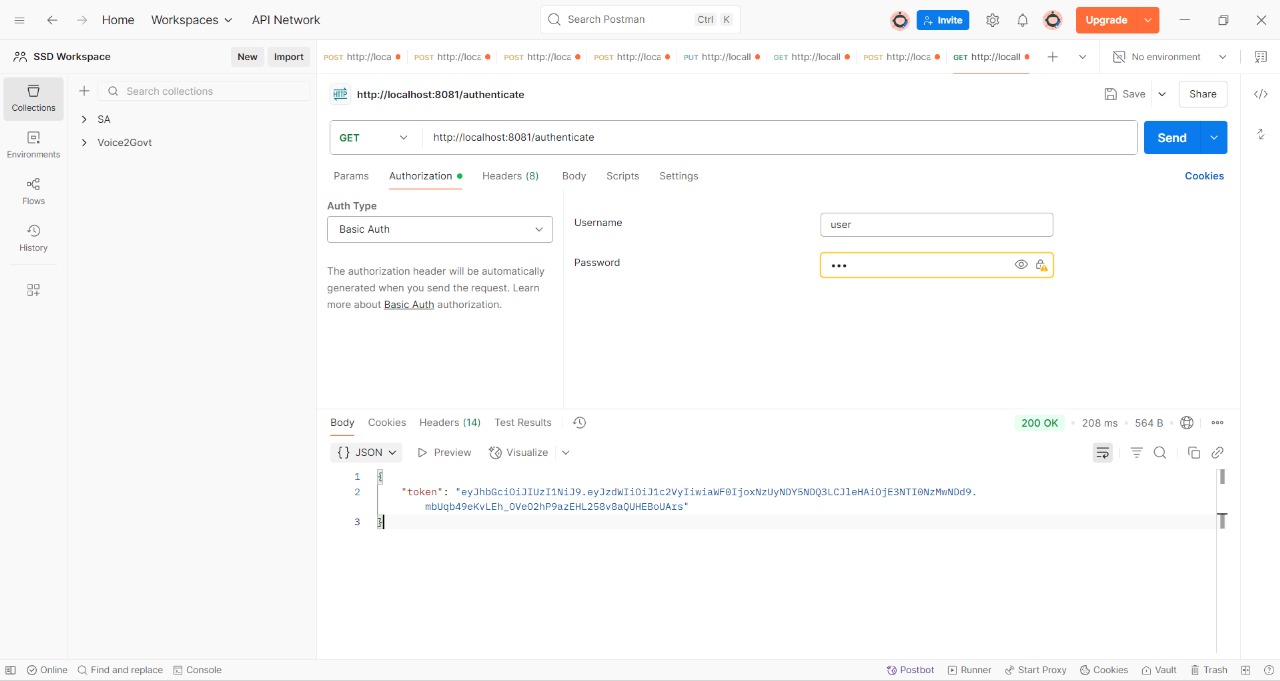 Home Workspaces API Network Search Postman Ctrl K Invite Upgrade
SSD Workspace New Import POST http://loca POST http://loca POST http://loca POST http://loca PUT http://locall GET http://locall POST http://loca GET http://locall No environment
Collections
Environments
Flows
History
Search collections
SA
Voice2Govt
HTTP http://localhost:8081/authenticate Save Share
GET http://localhost:8081/authenticate Send
Params Authorization Headers (8) Body Scripts Settings Cookies
Auth Type
Basic Auth
The authorization header will be automatically
generated when you send the request. Learn
more about Basic Auth authorization.
Username user
Password •••
Body Cookies Headers (14) Test Results 200 OK 208 ms 564 B
{} JSON Preview Visualize
1 {
2 "token": "eyJhbGciOiJIUzI1NiJ9.eyJzdWIiOiJ1c2VyIiwiaWF0IjoxNzUyNDY5NDQ3LCJleHAiOjE3NTI0NzMwNDd9.
mbUqb49eKvLEh_OVeO2hP9azEHL258v8aQUHEBoUArs"
3 }
Online Find and replace Console Postbot Runner Start Proxy Cookies Vault Trash